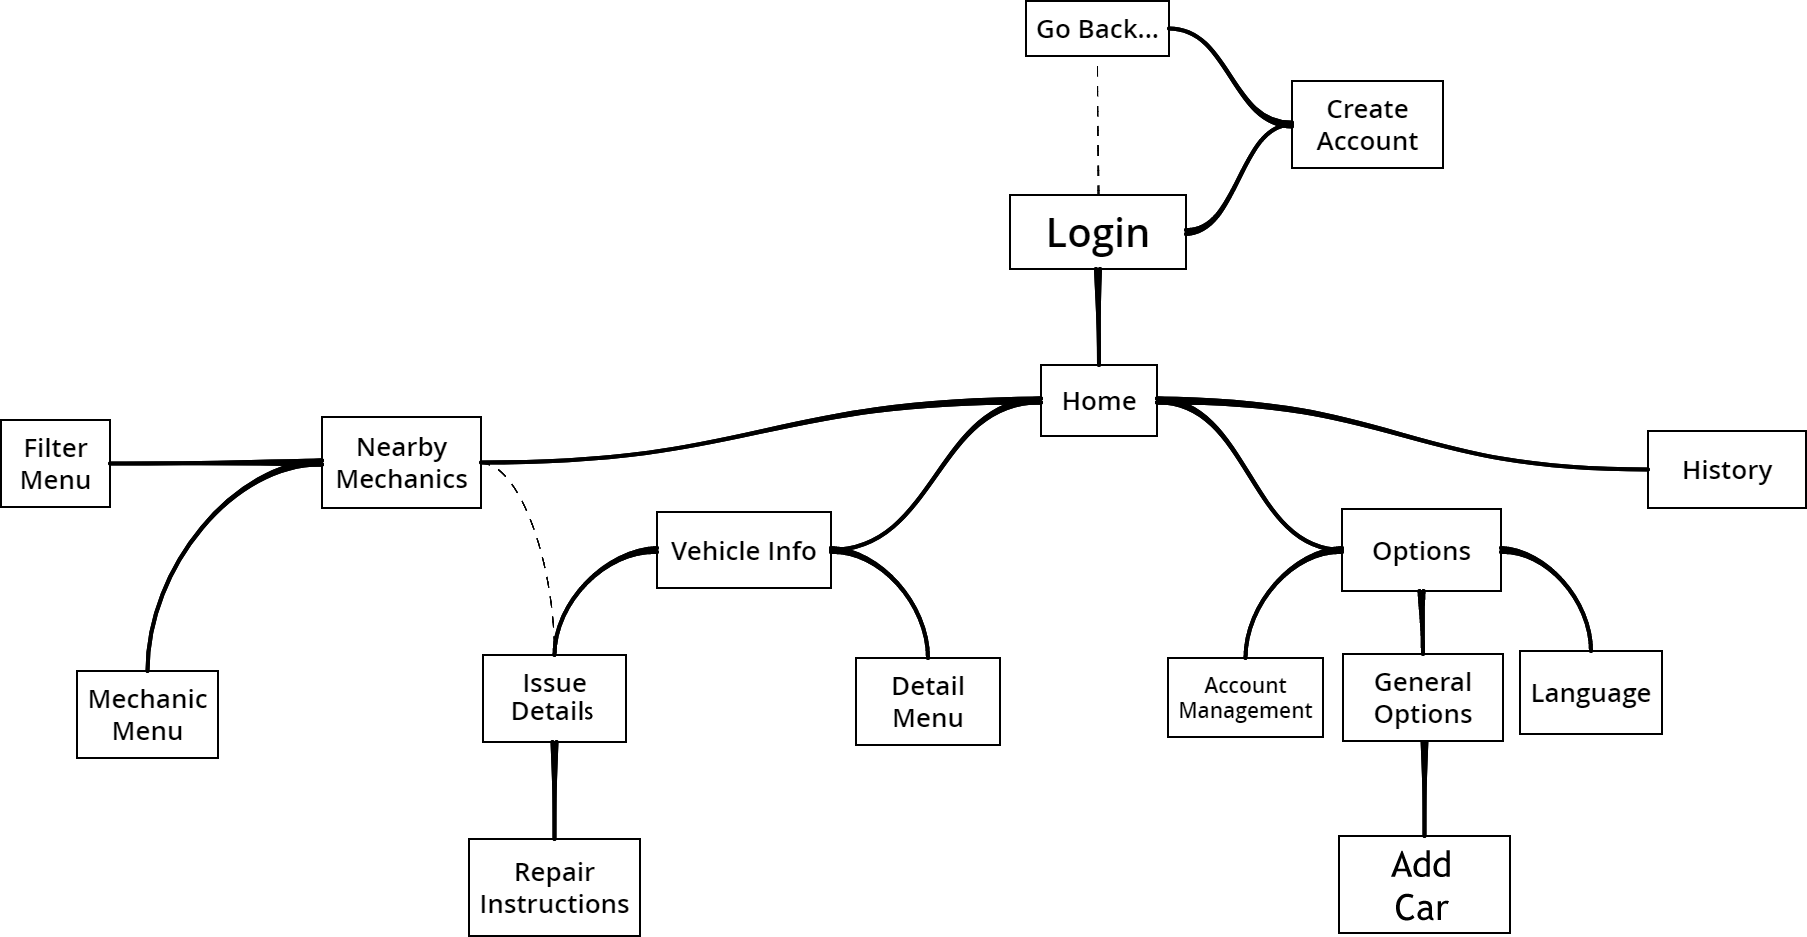 Go Back...
Create
Account
Login
Home
Filter
Menu
Nearby
Mechanics
History
Vehicle Info
Options
Mechanic
Menu
Issue
Details
Detail
Menu
Account
Management
General
Options
Language
Repair
Instructions
Add
Car